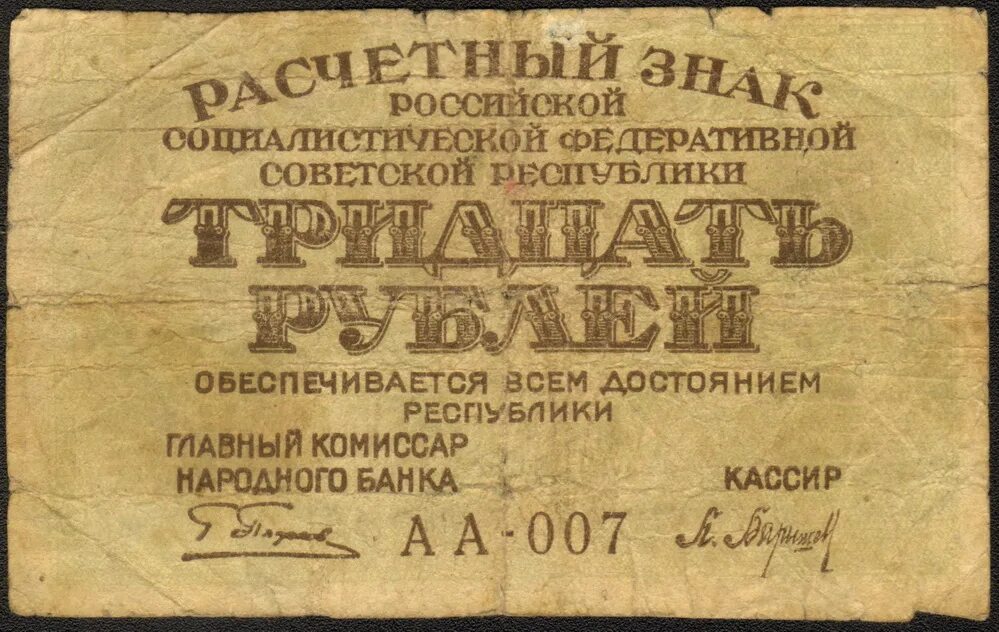 РАСЧЕТНЫЙ ЗНАК
РОССИЙСКОЙ
СОЦИАЛИСТИЧЕСКОЙ ФЕДЕРАТИВНОЙ
СОВЕТСКОЙ РЕСПУБЛИКИ
ТРИДЦАТЬ
РУБЛЕЙ
ОБЕСПЕЧИВАЕТСЯ ВСЕМ ДОСТОЯНИЕМ
РЕСПУБЛИКИ
ГЛАВНЫЙ КОМИССАР
НАРОДНОГО БАНКА
КАССИР
АА-007